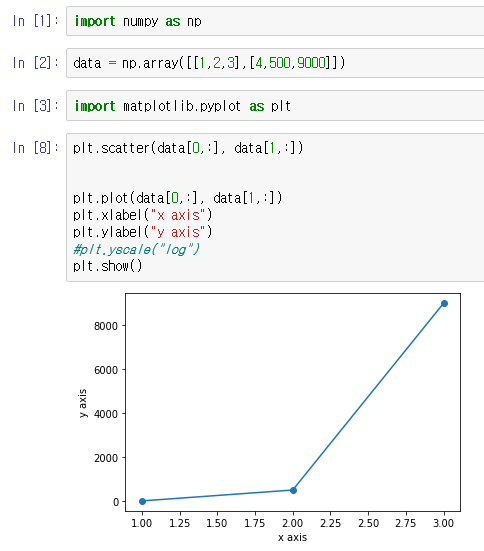 In [1]: import numpy as np
In [2]: data = np.array([[1,2,3],[4,500,9000]])
In [3]: import matplotlib.pyplot as plt
In [8]: plt.scatter(data[0,:], data[1,:])
plt.plot(data[0,:], data[1,:])
plt.xlabel("x axis")
plt.ylabel("y axis")
#plt.yscale("log")
plt.show()
8000
6000
4000
2000
0
y axis
1.00 1.25 1.50 1.75 2.00 2.25 2.50 2.75 3.00
x axis